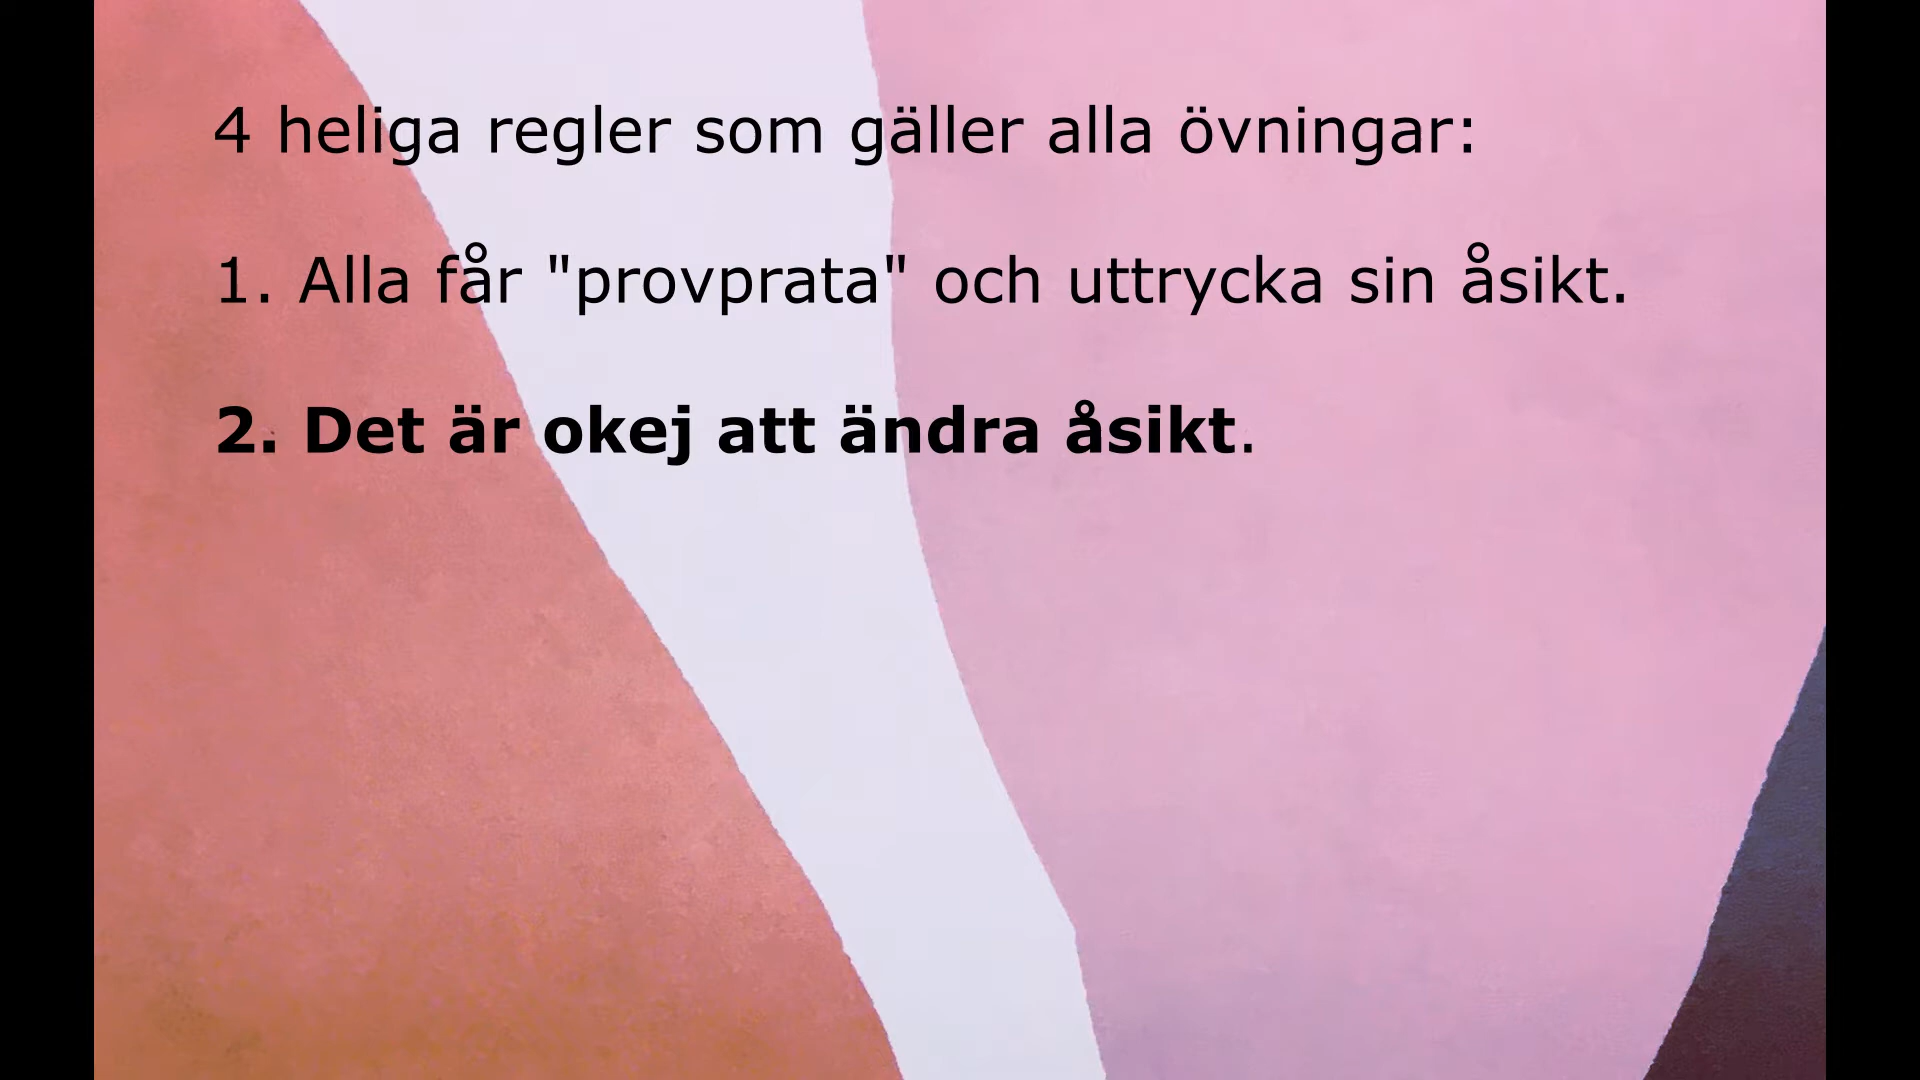 4 heliga regler som gäller alla övningar:
1. Alla får "provprata" och uttrycka sin åsikt.
2. Det är okej att ändra åsikt.